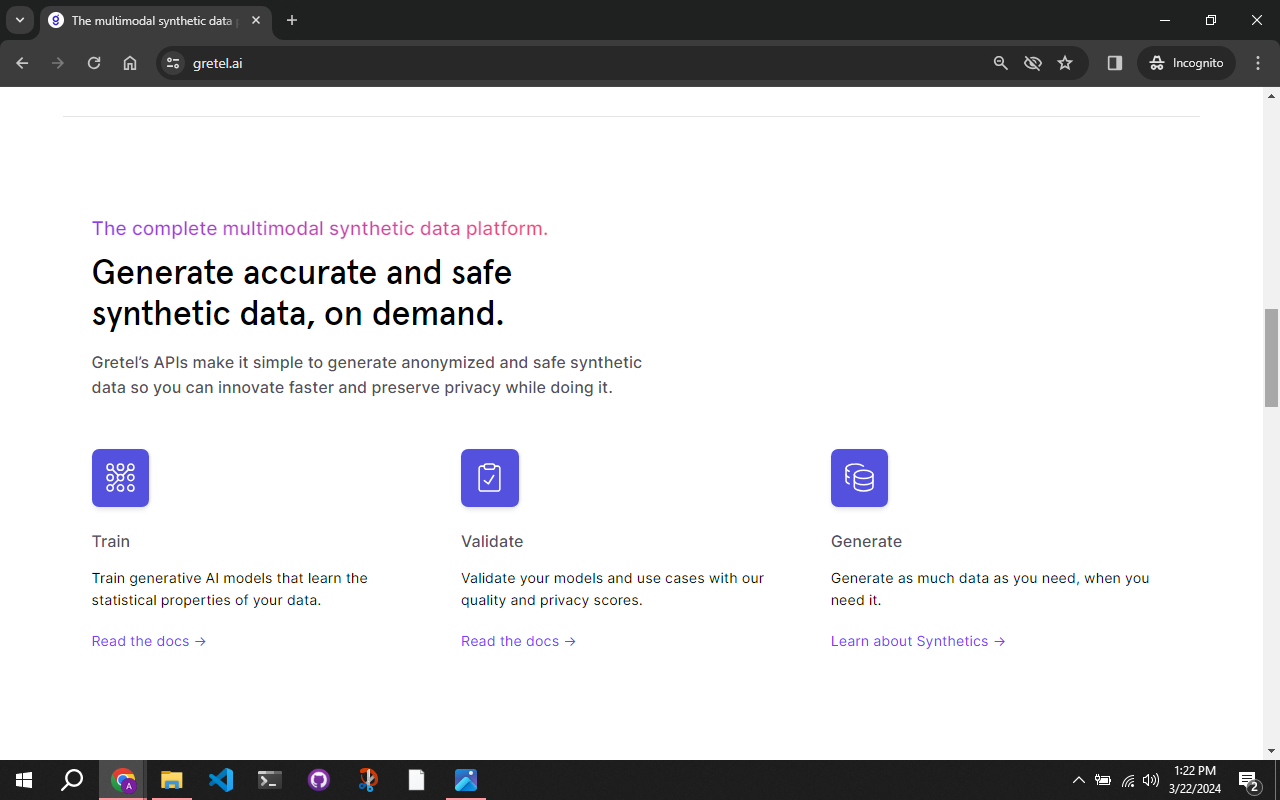 The multimodal synthetic data p
gretel.ai
Incognito
The complete multimodal synthetic data platform.
Generate accurate and safe
synthetic data, on demand.
Gretel’s APIs make it simple to generate anonymized and safe synthetic
data so you can innovate faster and preserve privacy while doing it.
Train
Train generative AI models that learn the
statistical properties of your data.
Read the docs →
Validate
Validate your models and use cases with our
quality and privacy scores.
Read the docs →
Generate
Generate as much data as you need, when you
need it.
Learn about Synthetics →
A
1:22 PM
3/22/2024
2